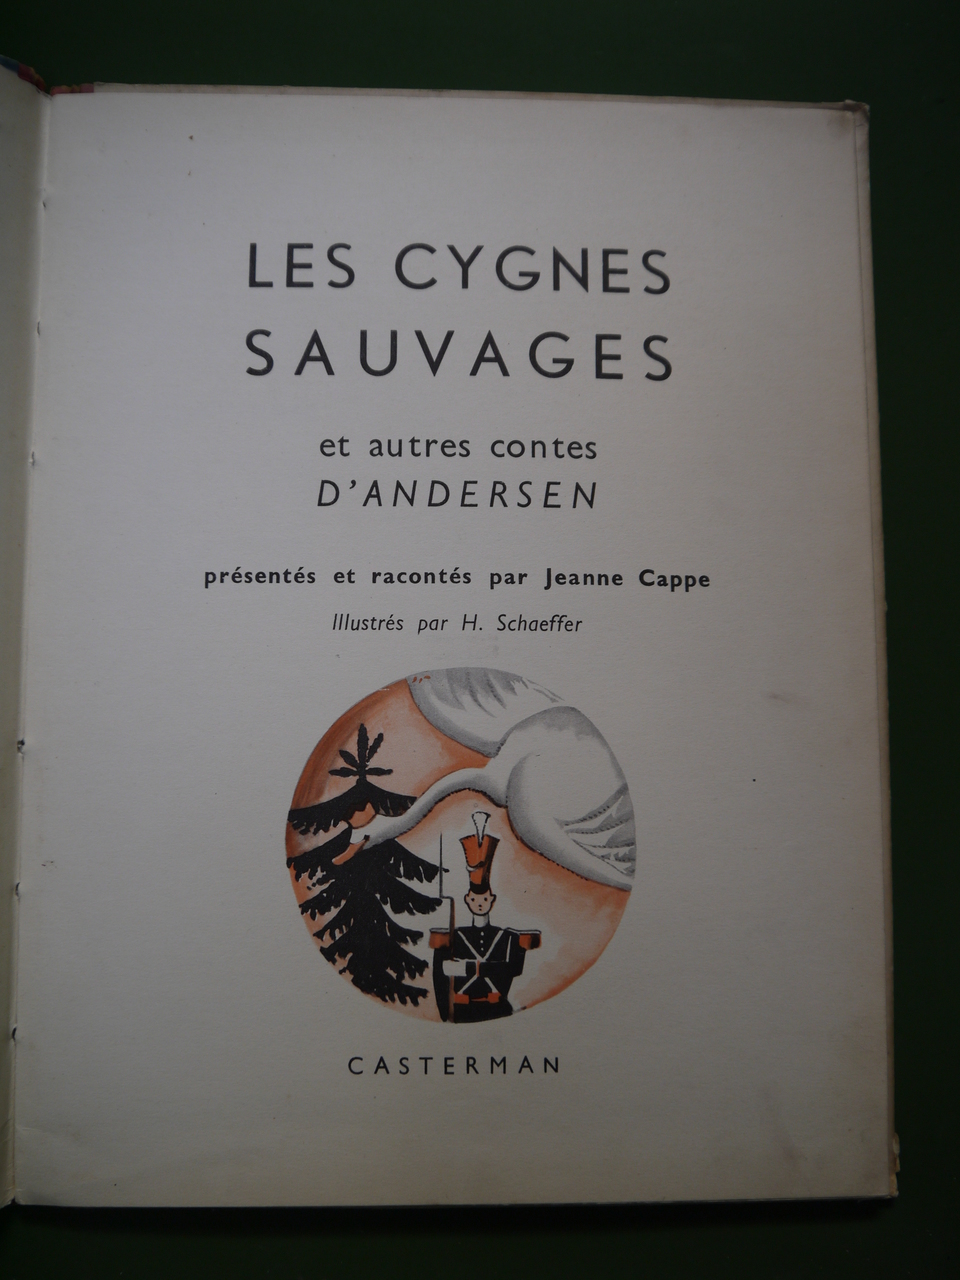 LES CYGNES
SAUVAGES
et autres contes
D'ANDERSEN
présentés et racontés par Jeanne Cappe
Illustrés par H. Schaeffer
CASTERMAN